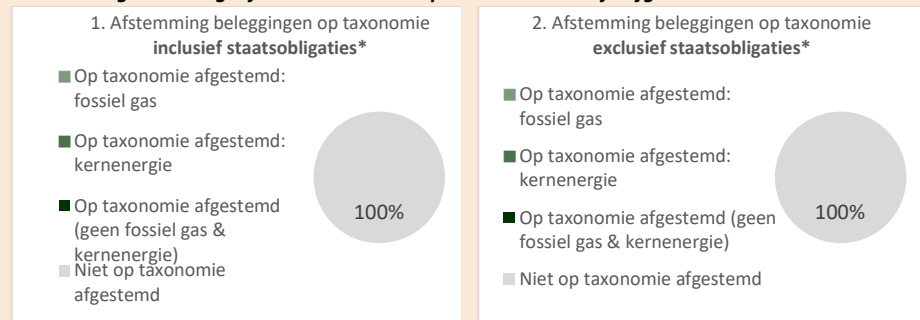 1. Afstemming beleggingen op taxonomie
inclusief staatsobligaties*
Op taxonomie afgestemd:
fossiel gas
Op taxonomie afgestemd:
kernenergie
Op taxonomie afgestemd
(geen fossiel gas &
kernenergie)
Niet op taxonomie
afgestemd
100%
2. Afstemming beleggingen op taxonomie
exclusief staatsobligaties*
Op taxonomie afgestemd:
fossiel gas
Op taxonomie afgestemd:
kernenergie
Op taxonomie afgestemd (geen
fossiel gas & kernenergie)
Niet op taxonomie afgestemd
100%